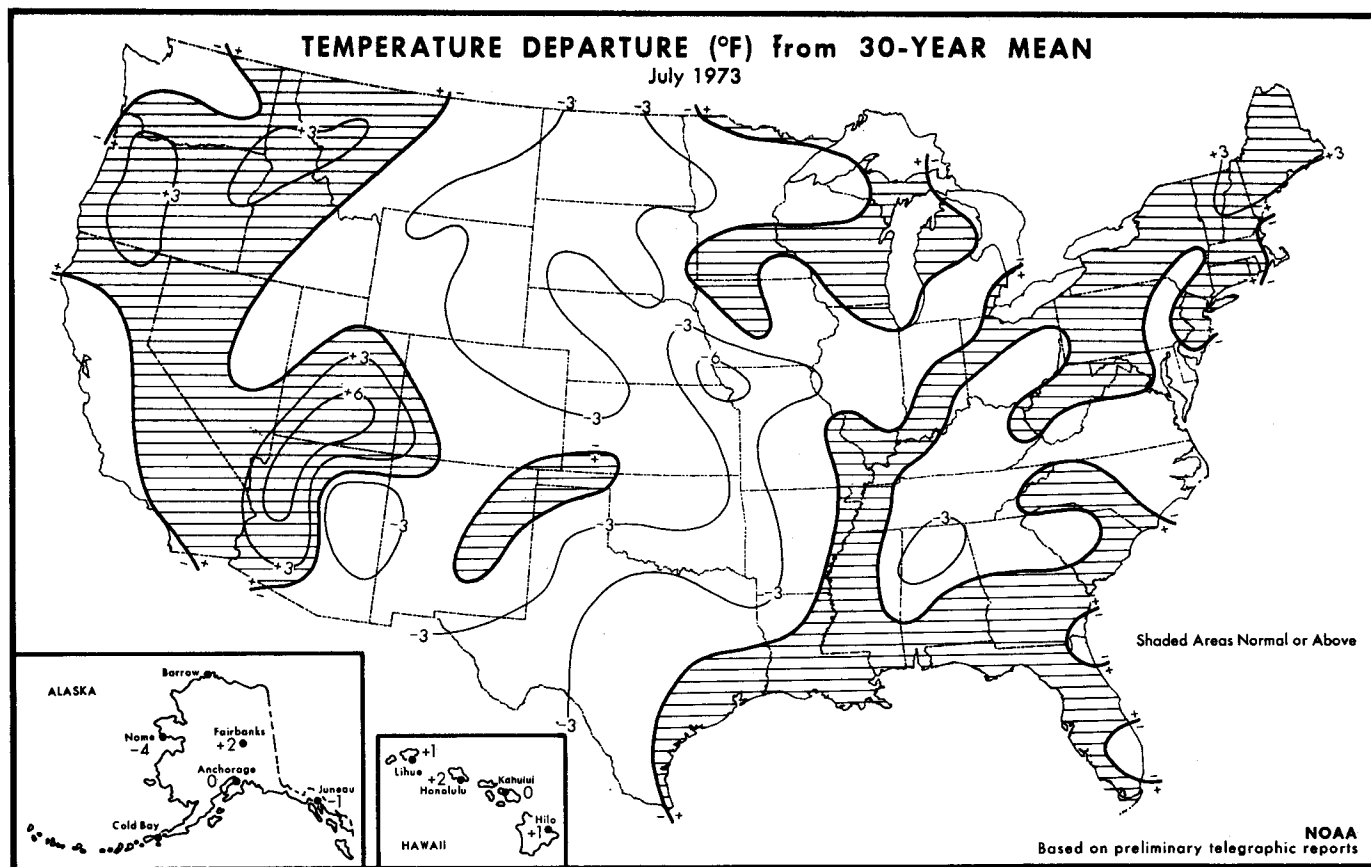 TEMPERATURE DEPARTURE (°F) from 30-YEAR MEAN
July 1973
- +
+ -
-3
-3
- +
- +
+3
+3
+ -
+3
+3
+ -
+ -
-3
+3
-6
+6
-3
- +
-3
-3
-3
+3
-3
-3
-3
- +
- +
Shaded Areas Normal or Above
ALASKA
Barrow
Nome
-4
Fairbanks
+2
Anchorage
0
Juneau
-1
Cold Bay
+1
Lihue
+2
Honolulu
Kahuiui
0
Hilo
+1
HAWAII
NOAA
Based on preliminary telegraphic reports